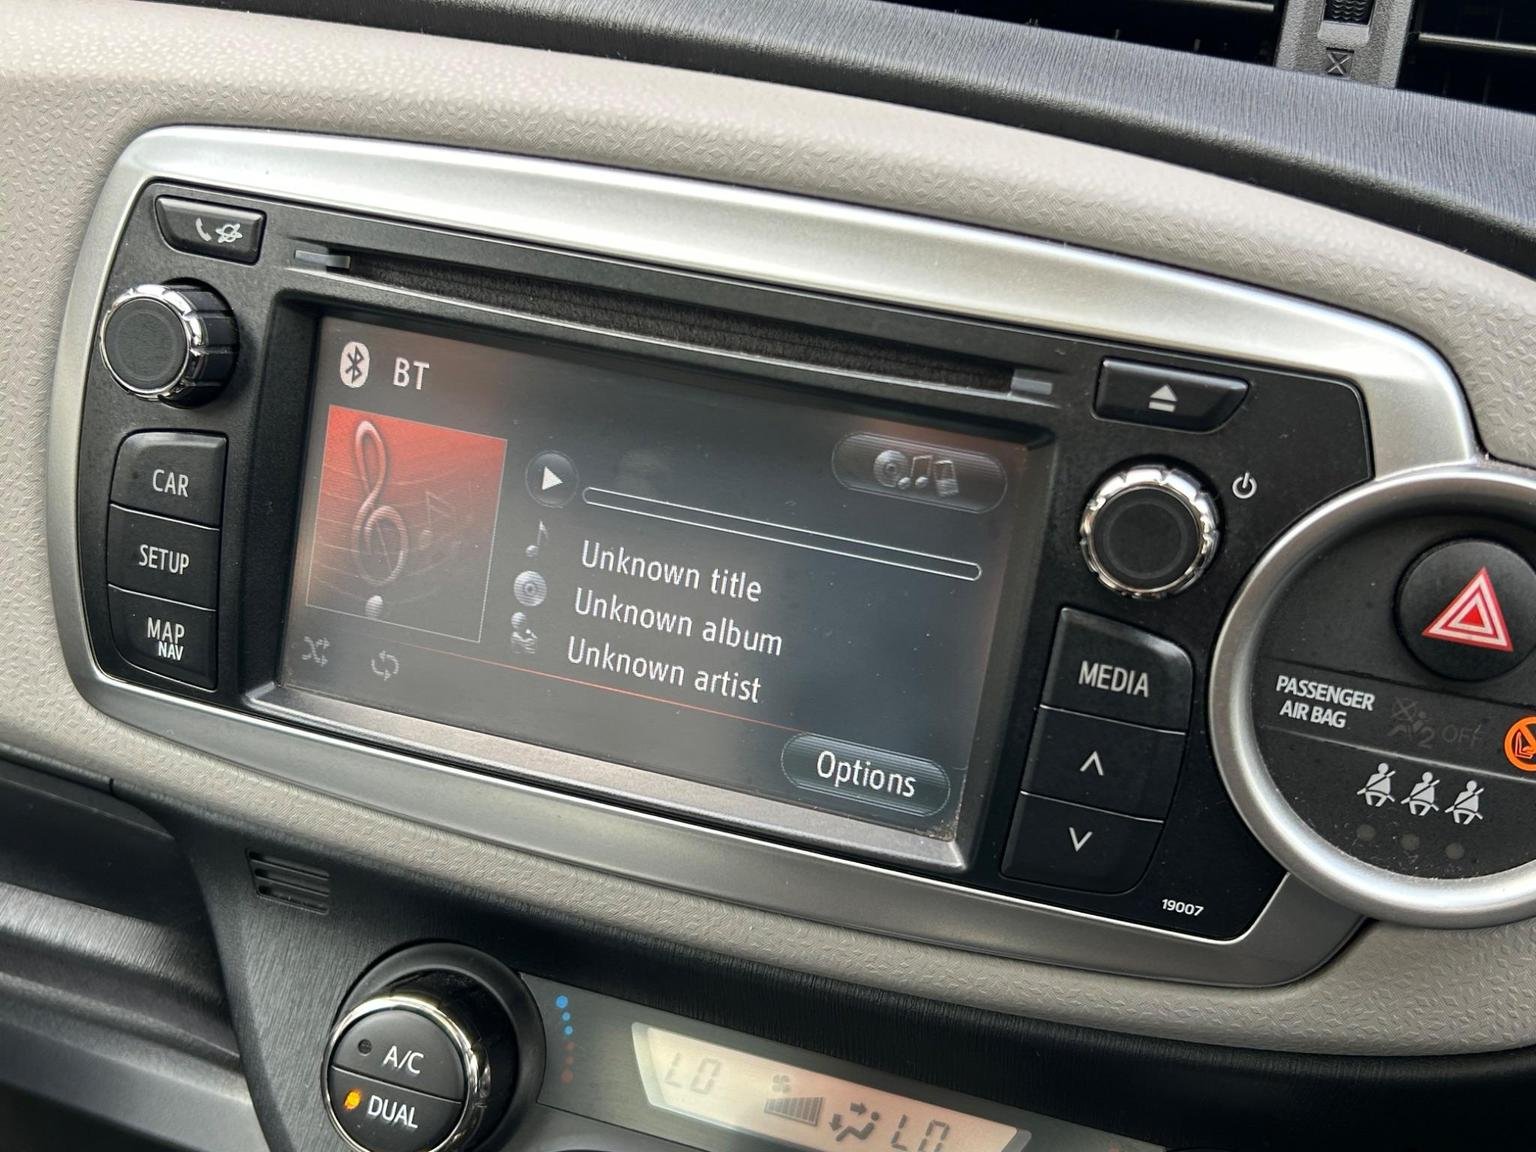 BT
CAR
SETUP
MAP
NAV
Unknown title
Unknown album
Unknown artist
Options
MEDIA
19007
PASSENGER
AIR BAG
2 OFF
A/C
DUAL
LO
LO